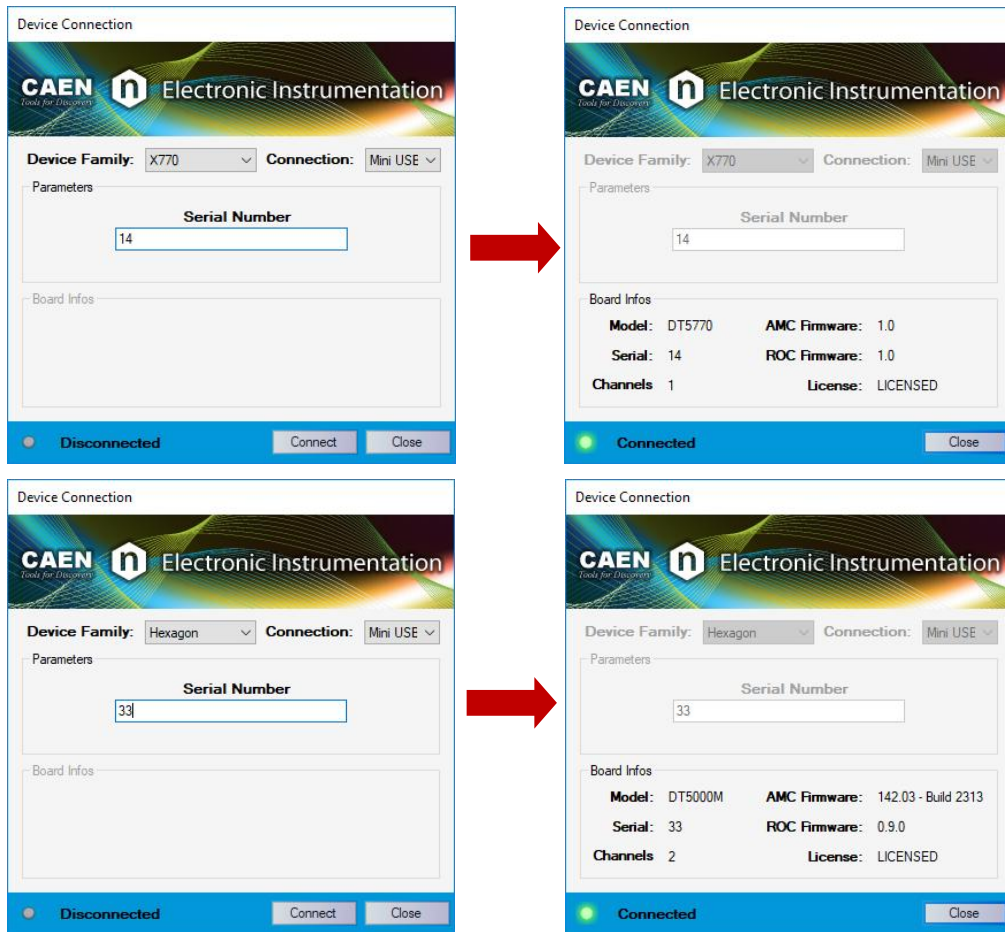 Device Connection
CAEN n Electronic Instrumentation
Tools for Discovery
Device Family: X770 Connection: Mini USE
Parameters
Serial Number
14
Board Infos
Disconnected Connect Close
Device Connection
CAEN n Electronic Instrumentation
Tools for Discovery
Device Family: X770 Connection: Mini USE
Parameters
Serial Number
14
Board Infos
Model: DT5770 AMC Firmware: 1.0
Serial: 14 ROC Firmware: 1.0
Channels 1 License: LICENSED
Connected Close
Device Connection
CAEN n Electronic Instrumentation
Tools for Discovery
Device Family: Hexagon Connection: Mini USE
Parameters
Serial Number
33
Board Infos
Disconnected Connect Close
Device Connection
CAEN n Electronic Instrumentation
Tools for Discovery
Device Family: Hexagon Connection: Mini USE
Parameters
Serial Number
33
Board Infos
Model: DT5000M AMC Firmware: 142.03 - Build 2313
Serial: 33 ROC Firmware: 0.9.0
Channels 2 License: LICENSED
Connected Close